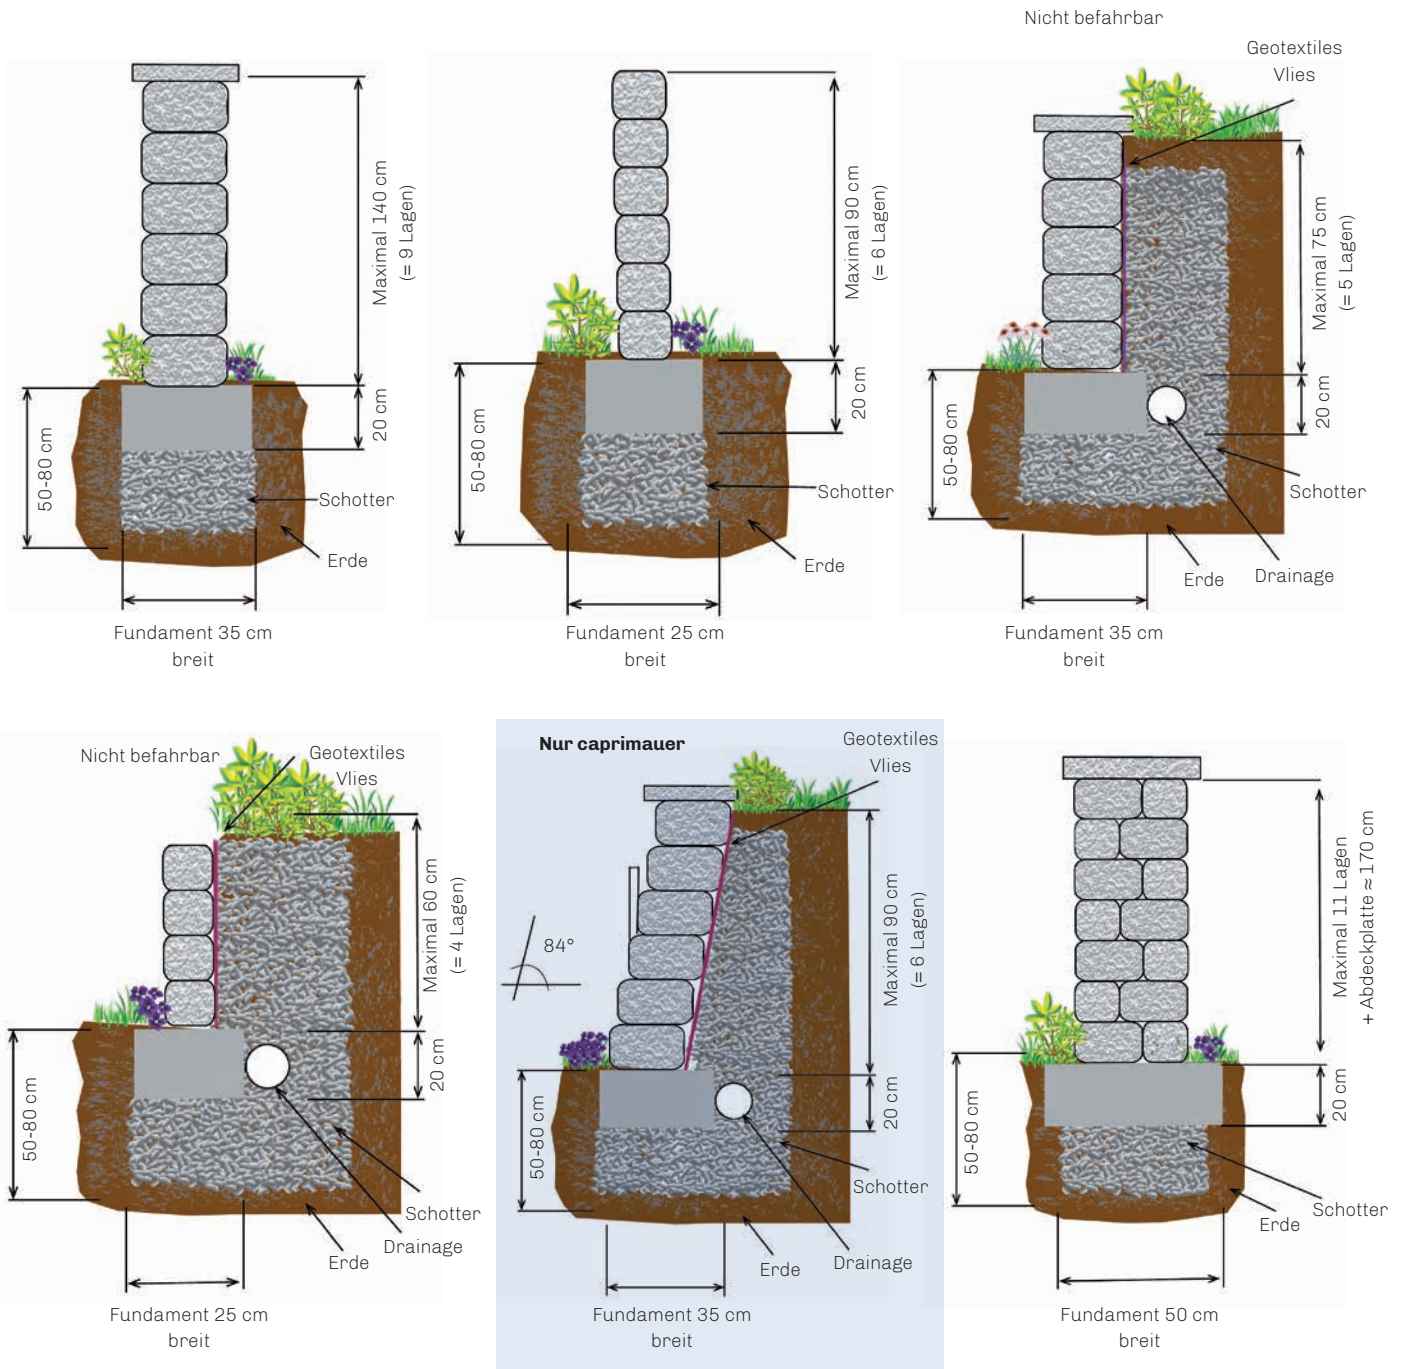 Maximal 140 cm
(= 9 Lagen)
20 cm
50-80 cm
Schotter
Erde
Fundament 35 cm
breit
Maximal 90 cm
(= 6 Lagen)
20 cm
50-80 cm
Schotter
Erde
Fundament 25 cm
breit
Nicht befahrbar
Geotextiles
Vlies
Maximal 75 cm
(= 5 Lagen)
20 cm
50-80 cm
Schotter
Drainage
Erde
Fundament 35 cm
breit
Nicht befahrbar
Geotextiles
Vlies
Maximal 60 cm
(= 4 Lagen)
20 cm
50-80 cm
Schotter
Drainage
Erde
Fundament 25 cm
breit
Nur caprimauer
Geotextiles
Vlies
84°
Maximal 90 cm
(= 6 Lagen)
20 cm
50-80 cm
Schotter
Drainage
Erde
Fundament 35 cm
breit
Maximal 11 Lagen
+ Abdeckplatte ≈ 170 cm
20 cm
50-80 cm
Schotter
Erde
Fundament 50 cm
breit